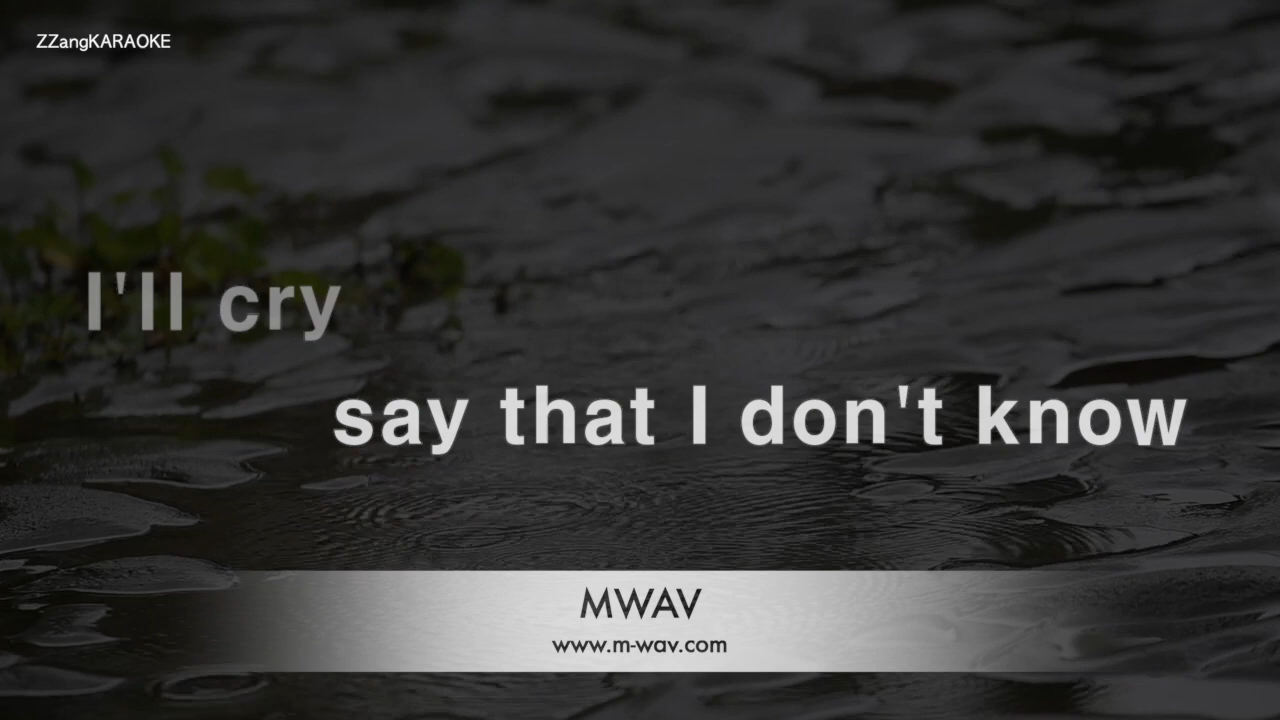 ZZangKARAOKE
I'll cry
say that I don't know
MWAV
www.m-wav.com